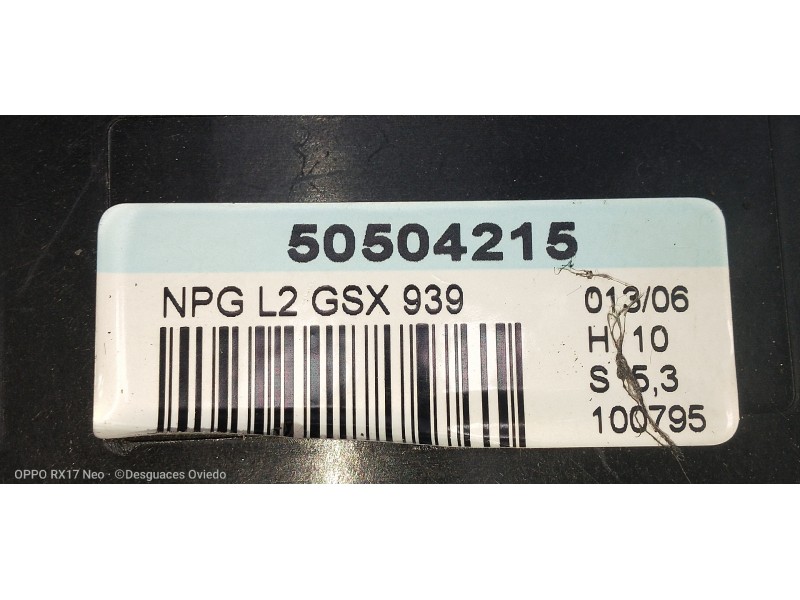 50504215
NPG L2 GSX 939
013/06
H 10
S 5,3
100795
OPPO RX17 Neo · ©Desguaces Oviedo